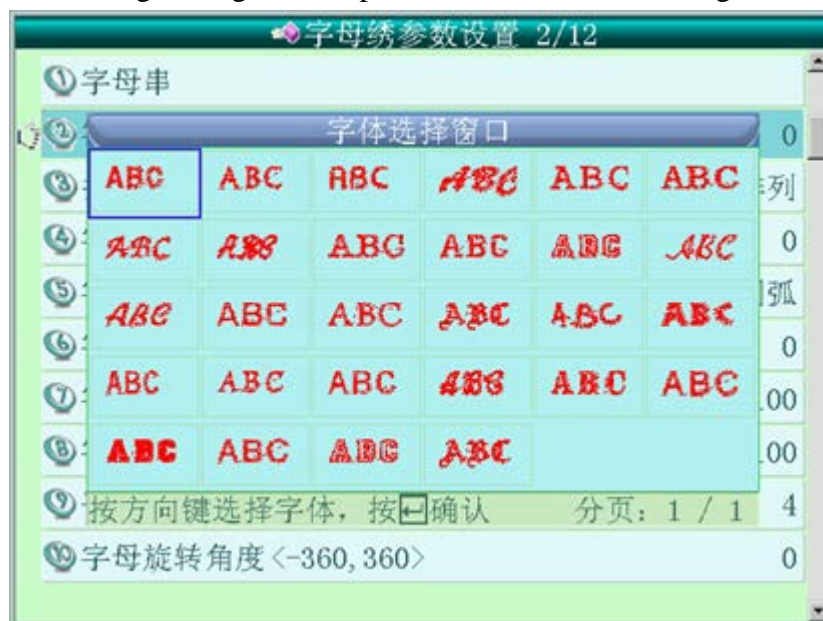 字母绣参数设置 2/12
①字母串
②
字体选择窗口
0
③
列
④
0
⑤
弧
⑥
0
⑦
00
⑧
00
⑨
4
ABC ABC ABC ABC ABC ABC
ABC ABC ABC ABC ABC ABC
ABC ABC ABC ABC ABC ABC
ABC ABC ABC ABC ABC ABC
ABC ABC ABC ABC
按方向键选择字体，按↵确认 分页：1 / 1
⑩字母旋转角度<-360,360> 0